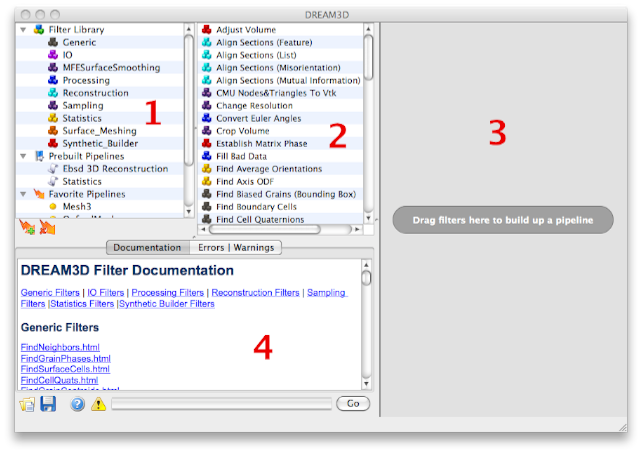 DREAM3D
Filter Library
Generic
IO
MFESurfaceSmoothing
Processing
Reconstruction
Sampling
Statistics
Surface_Meshing
Synthetic_Builder
Prebuilt Pipelines
Ebsd 3D Reconstruction
Statistics
Favorite Pipelines
Mesh3
1
Adjust Volume
Align Sections (Feature)
Align Sections (List)
Align Sections (Misorientation)
Align Sections (Mutual Information)
CMU Nodes&Triangles To Vtk
Change Resolution
Convert Euler Angles
Crop Volume
Establish Matrix Phase
Fill Bad Data
Find Average Orientations
Find Axis ODF
Find Biased Grains (Bounding Box)
Find Boundary Cells
Find Cell Quaternions
2
3
Drag filters here to build up a pipeline
Documentation Errors | Warnings
DREAM3D Filter Documentation
Generic Filters | IO Filters | Processing Filters | Reconstruction Filters | Sampling
Filters |Statistics Filters |Synthetic Builder Filters
Generic Filters
FindNeighbors.html
FindGrainPhases.html
FindSurfaceCells.html
FindCellQuats.html
4
Go